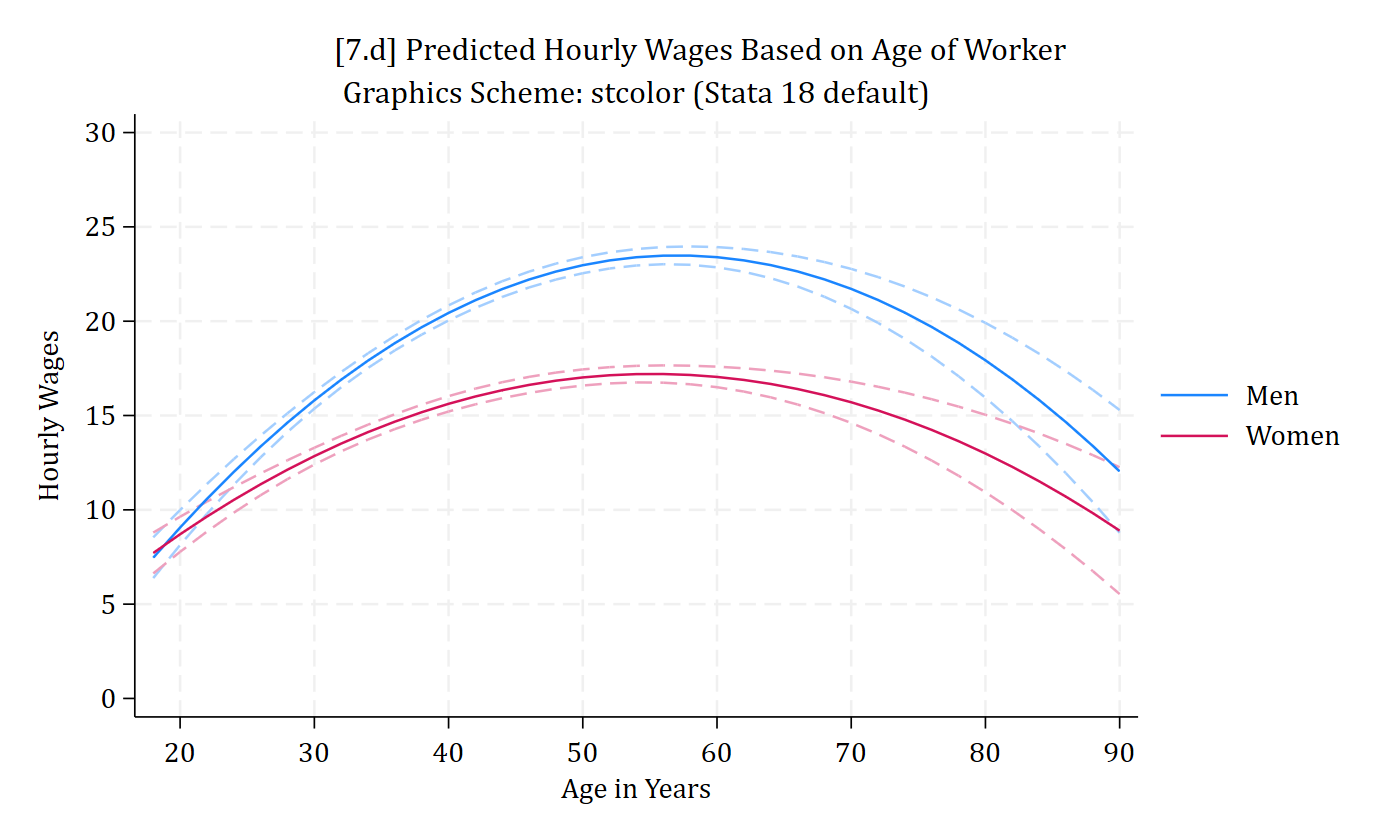 [7.d] Predicted Hourly Wages Based on Age of Worker
Graphics Scheme: stcolor (Stata 18 default)
30
25
20
15
10
5
0
Hourly Wages
20 30 40 50 60 70 80 90
Age in Years
Men
Women